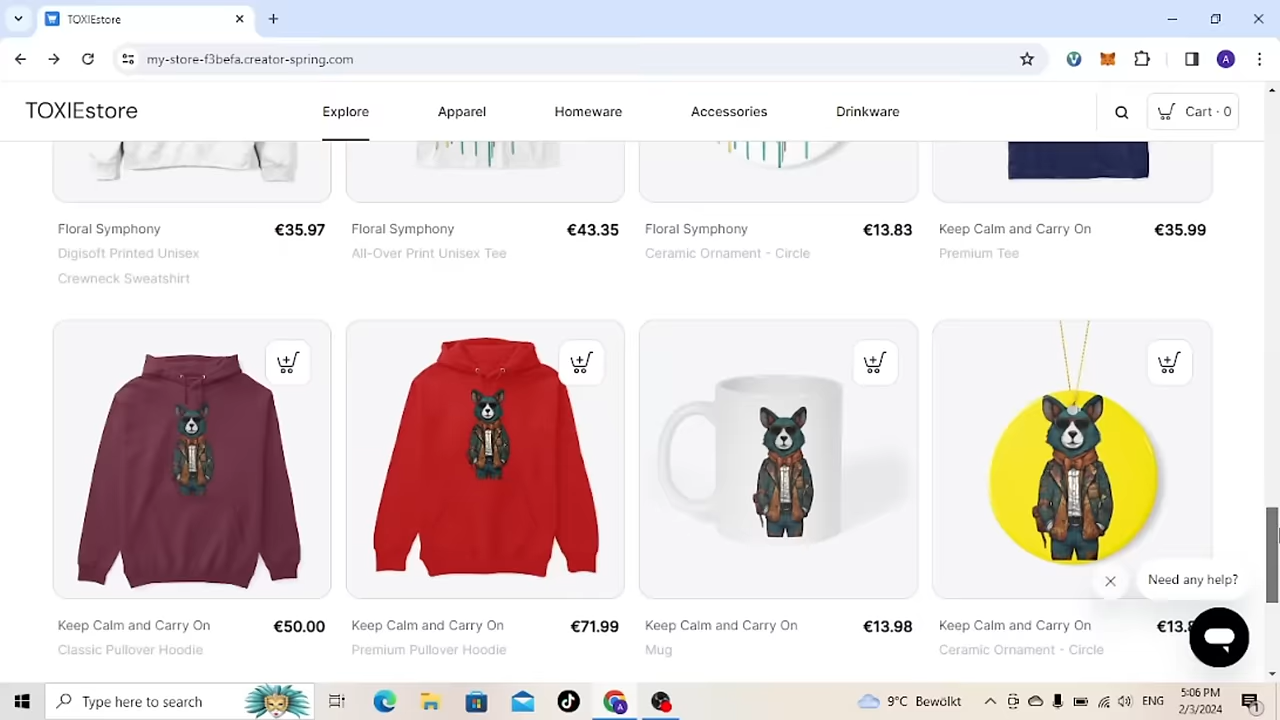 TOXIEstore
my-store-f3befa.creator-spring.com
A
TOXIEstore
Explore
Apparel
Homeware
Accessories
Drinkware
Cart · 0
Floral Symphony €35.97
Digisoft Printed Unisex
Crewneck Sweatshirt
Floral Symphony €43.35
All-Over Print Unisex Tee
Floral Symphony €13.83
Ceramic Ornament - Circle
Keep Calm and Carry On €35.99
Premium Tee
Keep Calm and Carry On €50.00
Classic Pullover Hoodie
Keep Calm and Carry On €71.99
Premium Pullover Hoodie
Keep Calm and Carry On €13.98
Mug
Keep Calm and Carry On
Ceramic Ornament - Circle
Need any help?
Type here to search
9°C Bewölkt
ENG
5:06 PM
2/3/2024
1